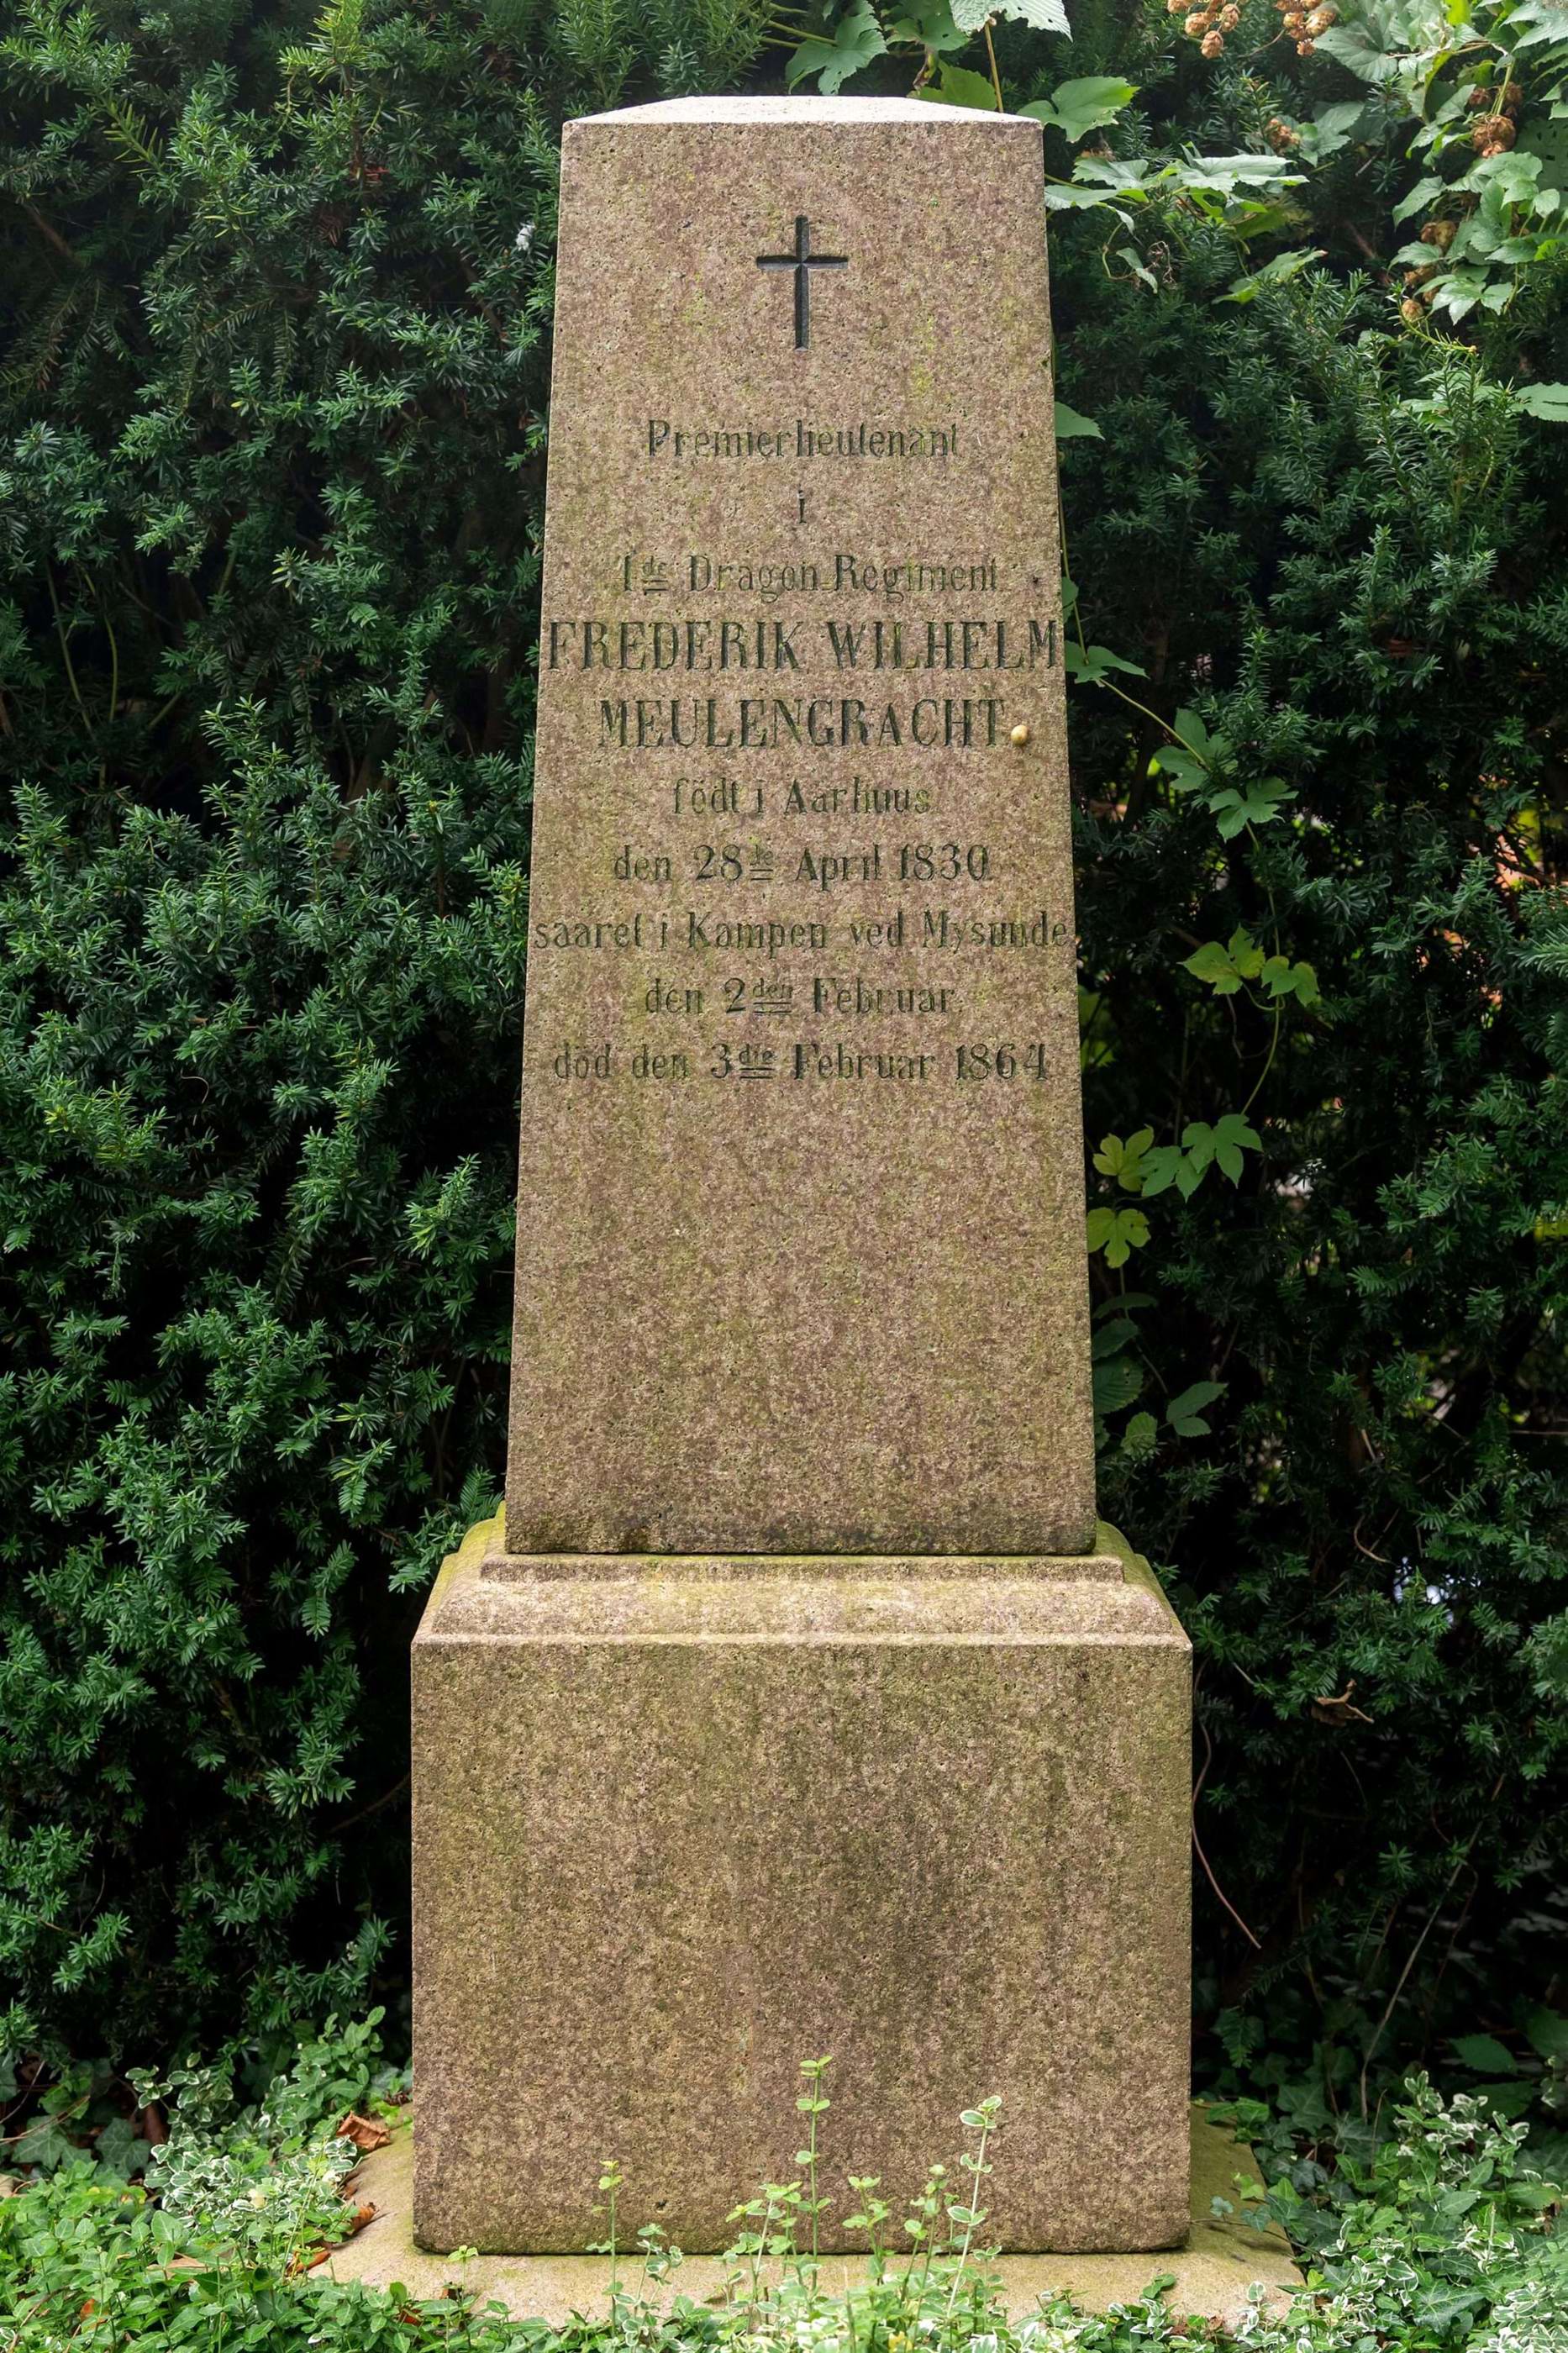 Premierlieutenant
i
1de Dragon Regiment
FREDERIK WILHELM
MEULENGRACHT
födt i Aarhuus
den 28de April 1830
saaret i Kampen ved Mysunde
den 2den Februar
död den 3die Februar 1864